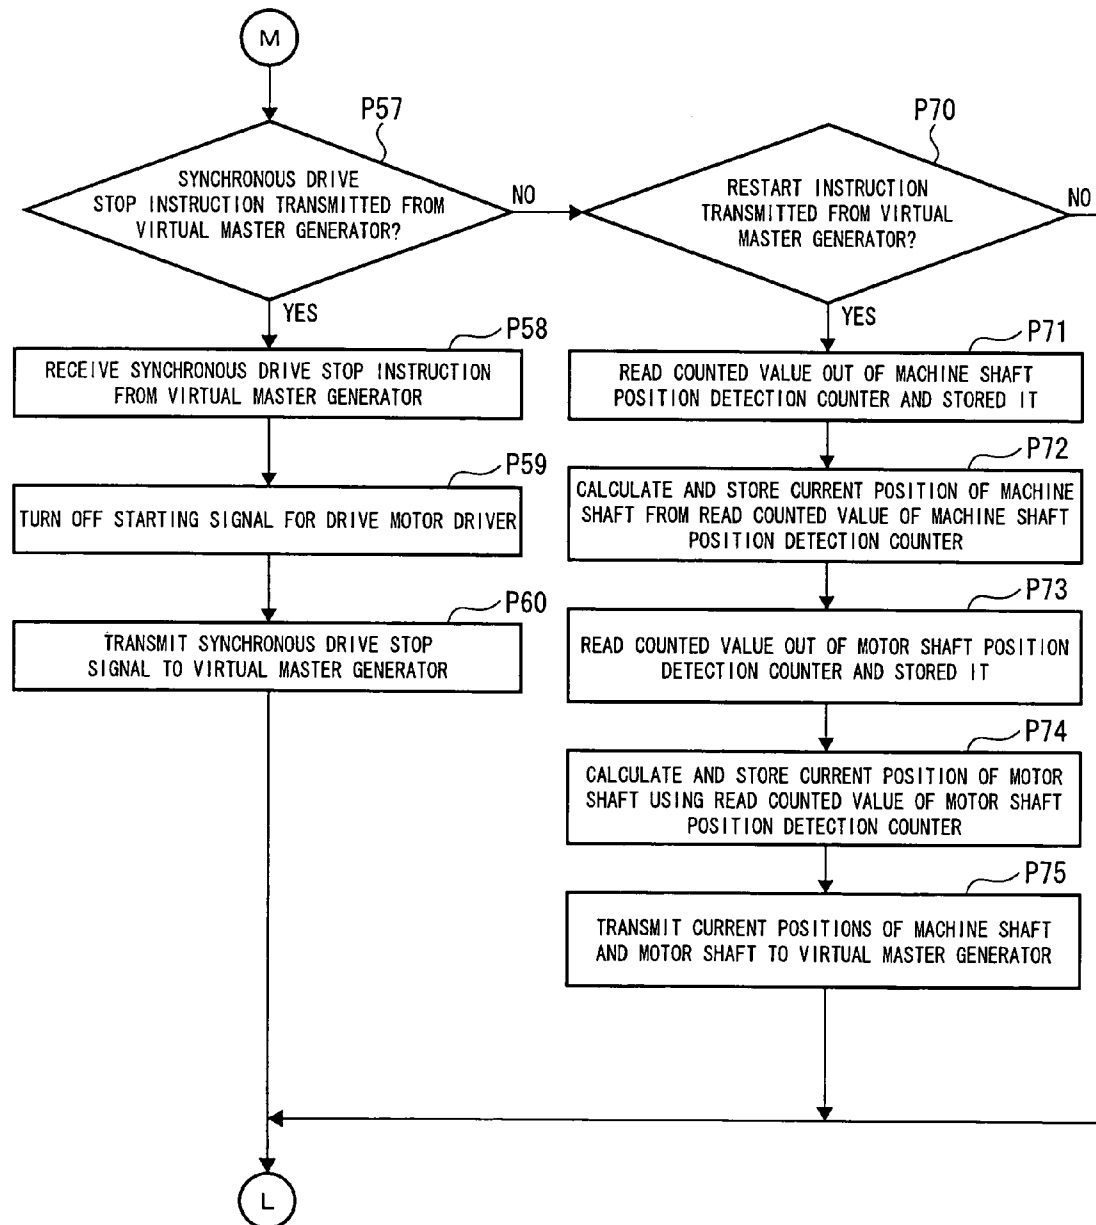 M
P57
SYNCHRONOUS DRIVE
STOP INSTRUCTION TRANSMITTED FROM
VIRTUAL MASTER GENERATOR?
NO
YES
P58
RECEIVE SYNCHRONOUS DRIVE STOP INSTRUCTION
FROM VIRTUAL MASTER GENERATOR
P59
TURN OFF STARTING SIGNAL FOR DRIVE MOTOR DRIVER
P60
TRANSMIT SYNCHRONOUS DRIVE STOP
SIGNAL TO VIRTUAL MASTER GENERATOR
P70
RESTART INSTRUCTION
TRANSMITTED FROM VIRTUAL
MASTER GENERATOR?
NO
YES
P71
READ COUNTED VALUE OUT OF MACHINE SHAFT
POSITION DETECTION COUNTER AND STORED IT
P72
CALCULATE AND STORE CURRENT POSITION OF MACHINE
SHAFT FROM READ COUNTED VALUE OF MACHINE SHAFT
POSITION DETECTION COUNTER
P73
READ COUNTED VALUE OUT OF MOTOR SHAFT POSITION
DETECTION COUNTER AND STORED IT
P74
CALCULATE AND STORE CURRENT POSITION OF MOTOR
SHAFT USING READ COUNTED VALUE OF MOTOR SHAFT
POSITION DETECTION COUNTER
P75
TRANSMIT CURRENT POSITIONS OF MACHINE SHAFT
AND MOTOR SHAFT TO VIRTUAL MASTER GENERATOR
L